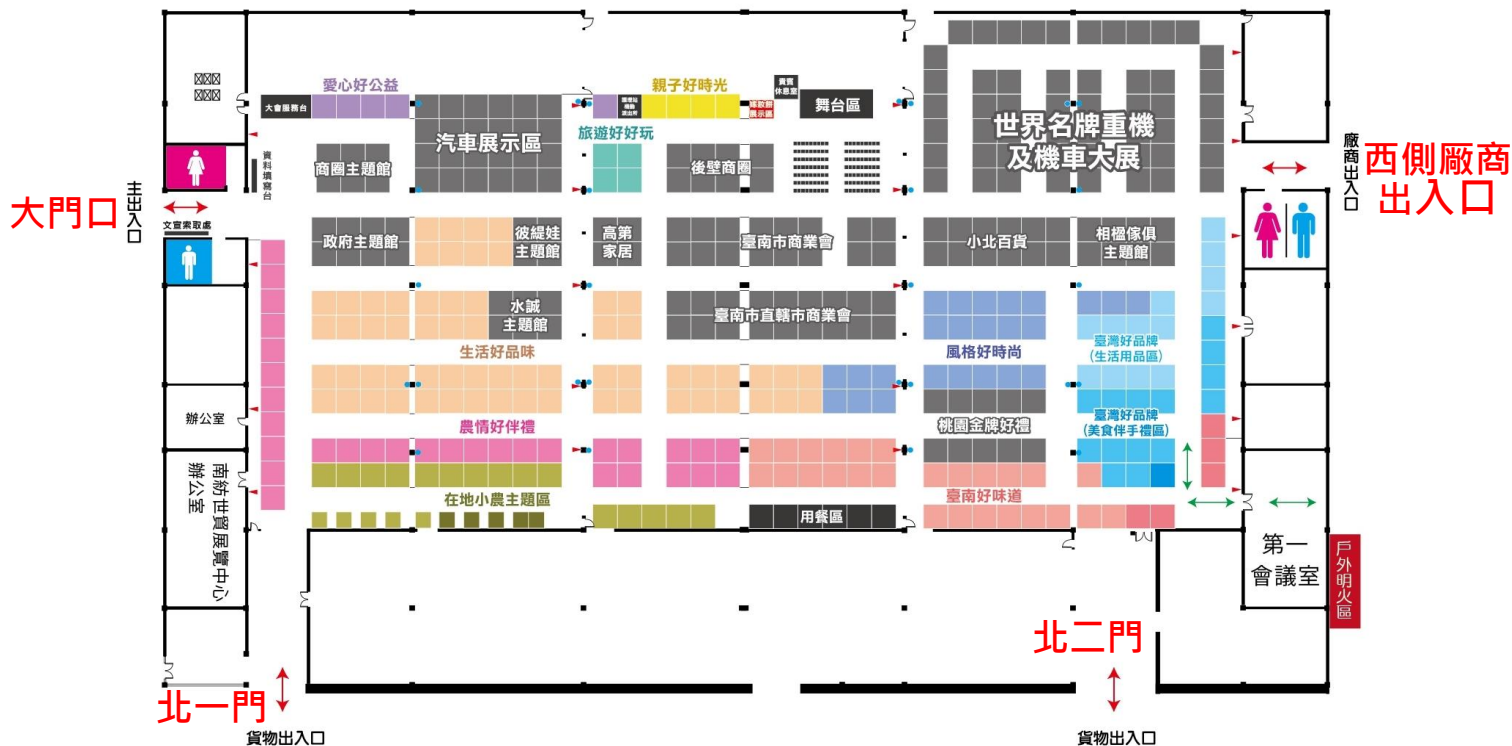 愛心好公益
親子好時光
貴賓
休息室
大會服務台
舞台區
汽車展示區
旅遊好好玩
世界名牌重機
及機車大展
商圈主題館
後壁商圈
資料填寫台
主出入口
大門口
文宣索取處
廠商出入口
西側廠商
出入口
政府主題館
彼緹娃
主題館
高第
家居
臺南市商業會
小北百貨
相楹傢俱
主題館
水誠
主題館
臺南市直轄市商業會
生活好品味
風格好時尚
臺灣好品牌
(生活用品區)
辦公室
農情好伴禮
桃園金牌好禮
臺灣好品牌
(美食伴手禮區)
南紡世貿展覽中心
辦公室
在地小農主題區
用餐區
臺南好味道
第一
會議室
戶外明火區
北一門
北二門
貨物出入口
貨物出入口